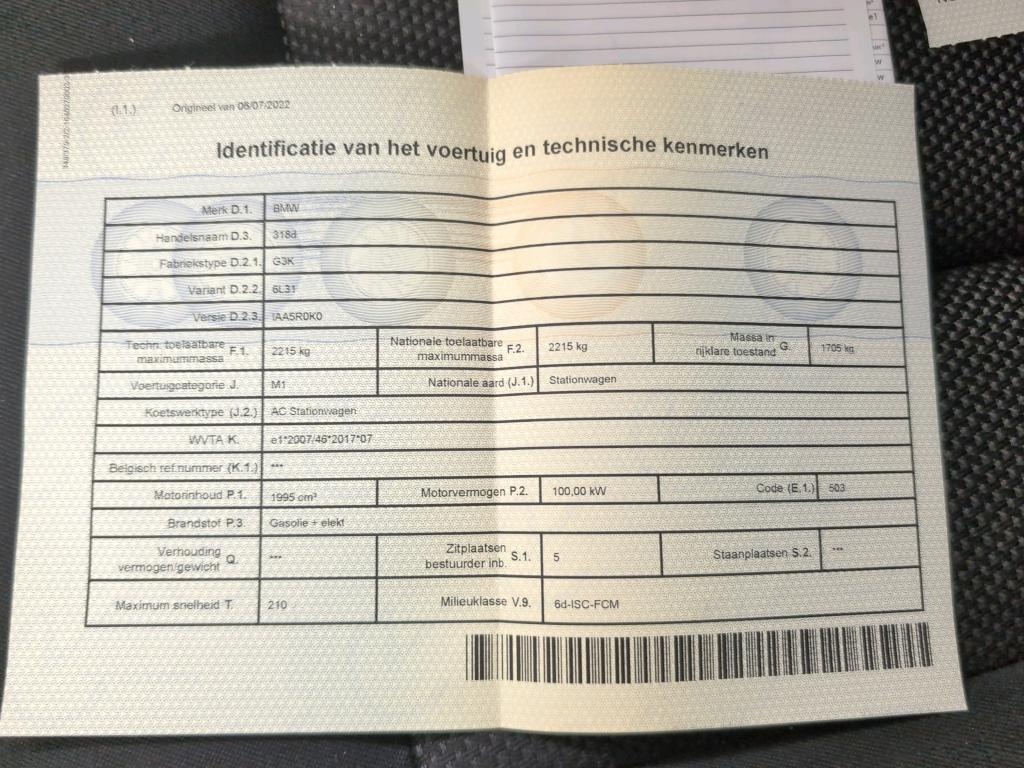 (I.1.) Origineel van 06/07/2022
Identificatie van het voertuig en technische kenmerken
Merk D.1. BMW
Handelsnaam D.3. 318d
Fabriekstype D.2.1. G3K
Variant D.2.2. 6L31
Versie D.2.3. IAA5R0K0
Techn. toelaatbare maximummassa F.1. 2215 kg Nationale toelaatbare maximummassa F.2. 2215 kg Massa in rijklare toestand G. 1705 kg
Voertuigcategorie J. M1 Nationale aard (J.1.) Stationwagen
Koetswerktype (J.2.) AC Stationwagen
WVTA K. e1*2007/46*2017*07
Belgisch ref.nummer (K.1.) ***
Motorinhoud P.1. 1995 cm³ Motorvermogen P.2. 100,00 kW Code (E.1.) 503
Brandstof P.3. Gasolie + elekt
Verhouding vermogen/gewicht Q. *** Zitplaatsen bestuurder inb. S.1. 5 Staanplaatsen S.2. ***
Maximum snelheid T. 210 Milieuklasse V.9. 6d-ISC-FCM